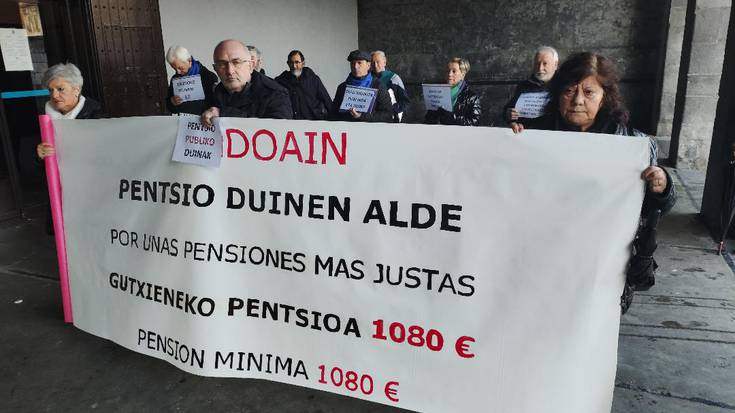 DOAIN
PENTSIO
PUBLIKO
DUINAK
PENTSIO DUINEN ALDE
POR UNAS PENSIONES MAS JUSTAS
GUTXIENEKO PENTSIOA 1080 €
PENSION MINIMA 1080 €